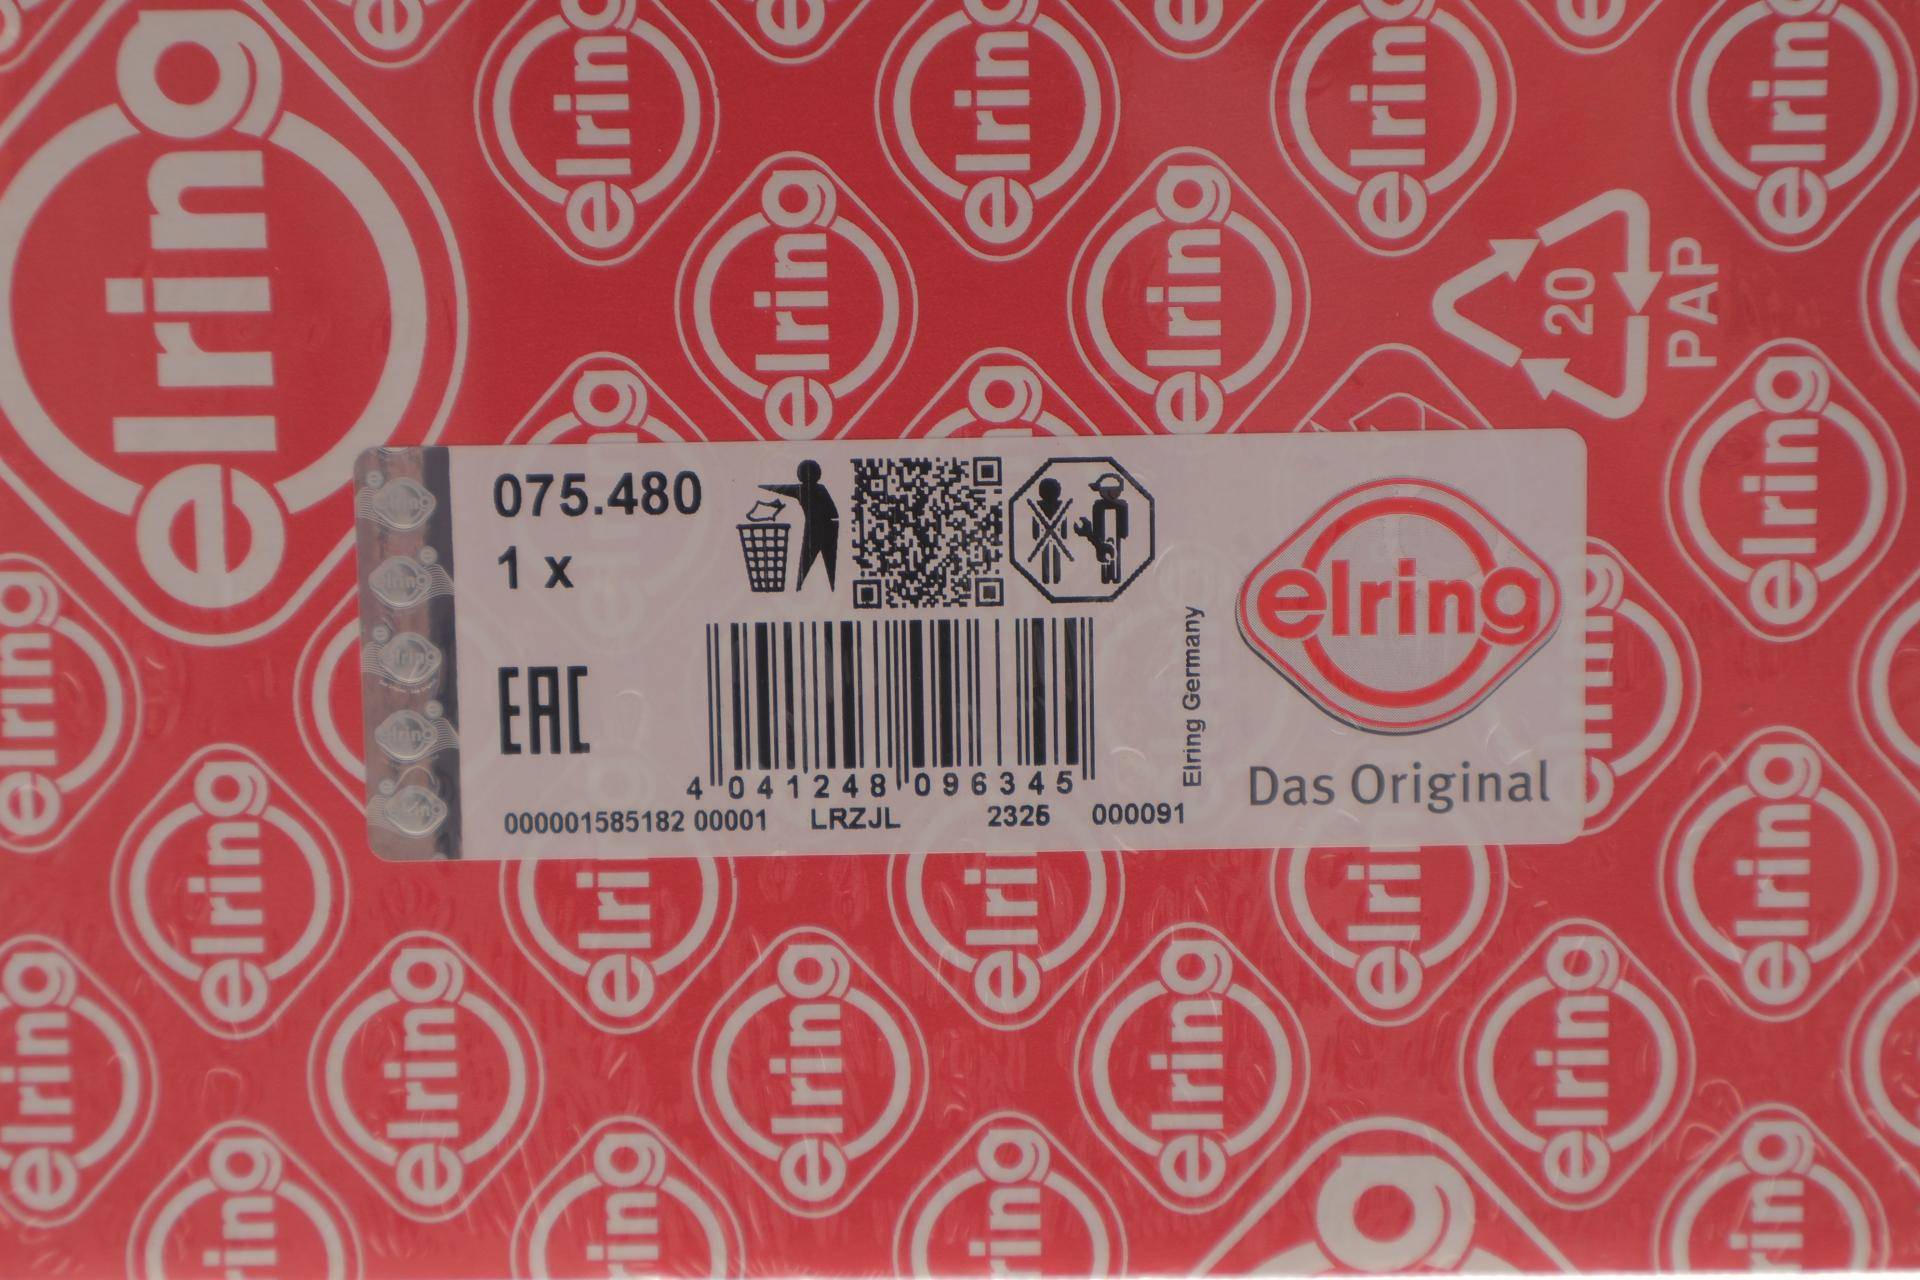 075.480
1 x
EAC
4 041248 096345
000001585182 00001 LRZJL 2325 000091
Elring Germany
elring
Das Original
20
PAP
elring